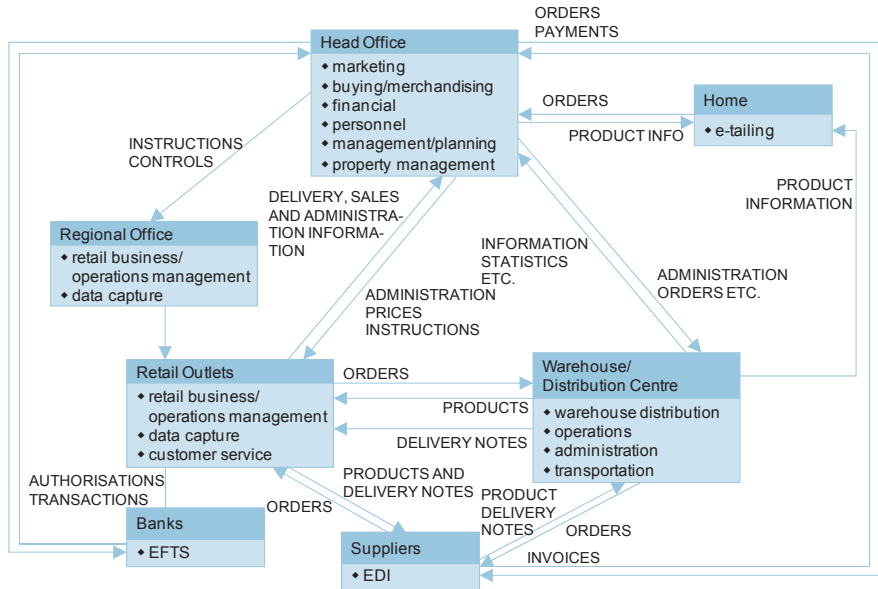 ORDERS
PAYMENTS
Head Office
◆ marketing
◆ buying/merchandising
◆ financial
◆ personnel
◆ management/planning
◆ property management
ORDERS
PRODUCT INFO
Home
◆ e-tailing
INSTRUCTIONS
CONTROLS
PRODUCT
INFORMATION
DELIVERY, SALES
AND ADMINISTRA-
TION INFORMA-
TION
Regional Office
◆ retail business/
operations management
◆ data capture
INFORMATION
STATISTICS
ETC.
ADMINISTRATION
ORDERS ETC.
ADMINISTRATION
PRICES
INSTRUCTIONS
Retail Outlets
◆ retail business/
operations management
◆ data capture
◆ customer service
ORDERS
PRODUCTS
DELIVERY NOTES
Warehouse/
Distribution Centre
◆ warehouse distribution
◆ operations
◆ administration
◆ transportation
AUTHORISATIONS
TRANSACTIONS
PRODUCTS AND
DELIVERY NOTES
ORDERS
PRODUCT
DELIVERY
NOTES
ORDERS
Banks
◆ EFTS
Suppliers
◆ EDI
INVOICES